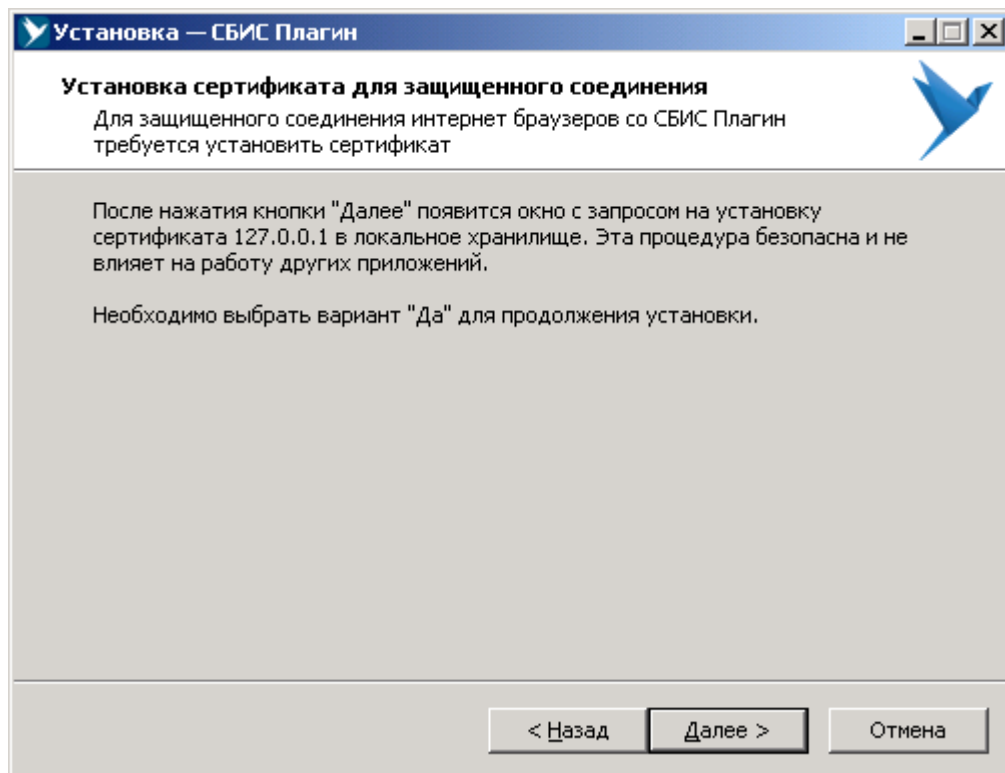 Установка — СБИС Плагин
Установка сертификата для защищенного соединения
Для защищенного соединения интернет браузеров со СБИС Плагин
требуется установить сертификат
После нажатия кнопки "Далее" появится окно с запросом на установку
сертификата 127.0.0.1 в локальное хранилище. Эта процедура безопасна и не
влияет на работу других приложений.
Необходимо выбрать вариант "Да" для продолжения установки.
< Назад Далее > Отмена